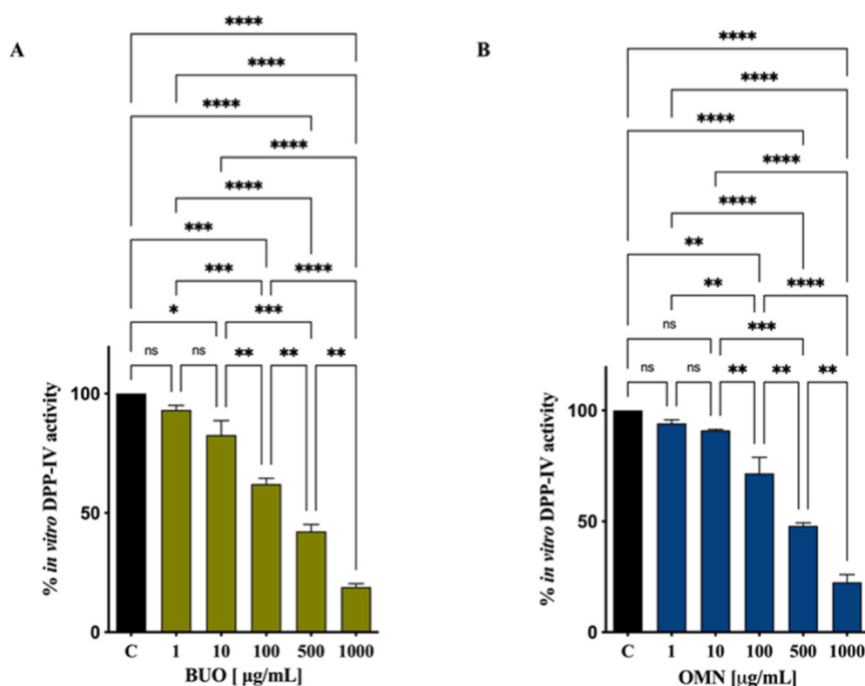 A
****
****
****
****
****
***
*** ****
* ***
ns ns ** ** **
100
50
0
% in vitro DPP-IV activity
C 1 10 100 500 1000
BUO [ µg/mL]
B
****
****
****
****
****
**
** ****
ns ***
ns ns ** ** **
100
50
0
% in vitro DPP-IV activity
C 1 10 100 500 1000
OMN [µg/mL]